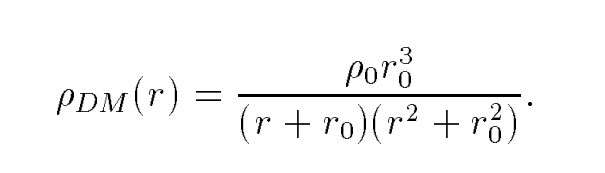 ρ_{DM}(r) = \frac{ρ_0 r_0^3}{(r + r_0)(r^2 + r_0^2)}.